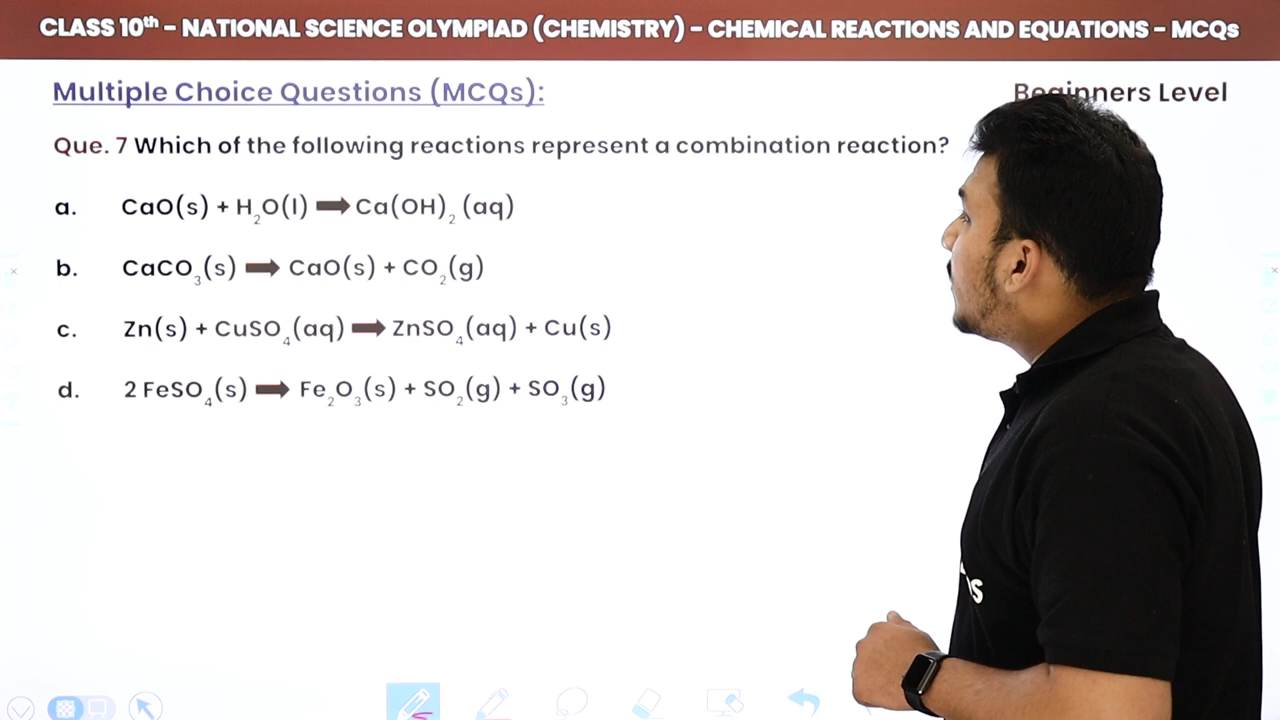 CLASS 10th – NATIONAL SCIENCE OLYMPIAD (CHEMISTRY) – CHEMICAL REACTIONS AND EQUATIONS – MCQs
Multiple Choice Questions (MCQs):
Beginners Level
Que. 7 Which of the following reactions represent a combination reaction?
a. CaO(s) + H₂O(l) ➡ Ca(OH)₂ (aq)
b. CaCO₃(s) ➡ CaO(s) + CO₂(g)
c. Zn(s) + CuSO₄(aq) ➡ ZnSO₄(aq) + Cu(s)
d. 2 FeSO₄(s) ➡ Fe₂O₃(s) + SO₂(g) + SO₃(g)